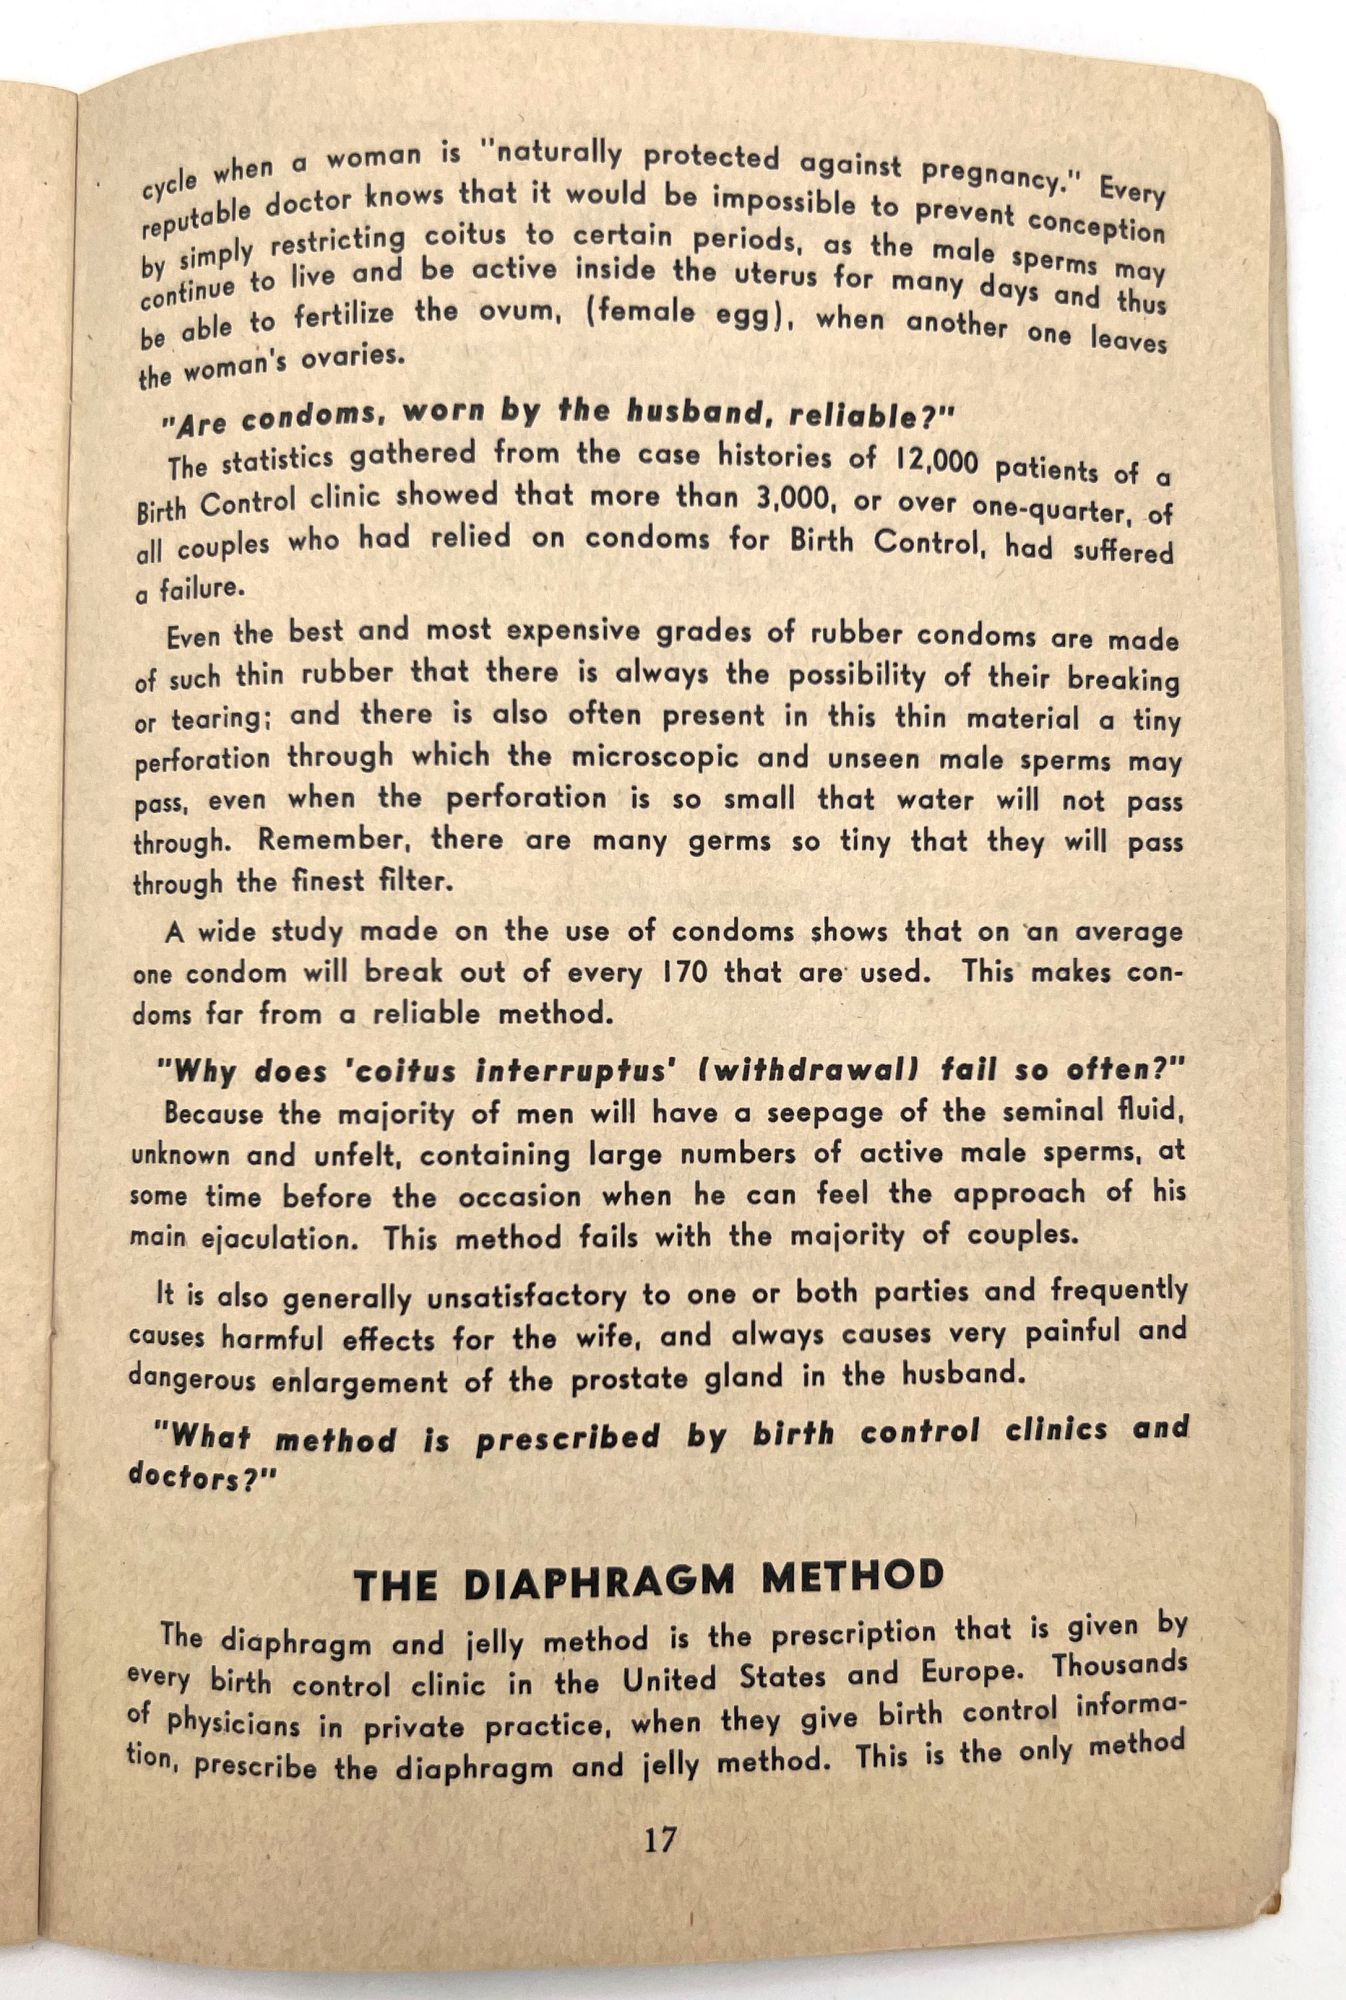 cycle when a woman is "naturally protected against pregnancy." Every
reputable doctor knows that it would be impossible to prevent conception
by simply restricting coitus to certain periods, as the male sperms may
continue to live and be active inside the uterus for many days and thus
be able to fertilize the ovum, (female egg), when another one leaves
the woman's ovaries.
"Are condoms, worn by the husband, reliable?"
The statistics gathered from the case histories of 12,000 patients of a
Birth Control clinic showed that more than 3,000, or over one-quarter, of
all couples who had relied on condoms for Birth Control, had suffered
a failure.
Even the best and most expensive grades of rubber condoms are made
of such thin rubber that there is always the possibility of their breaking
or tearing; and there is also often present in this thin material a tiny
perforation through which the microscopic and unseen male sperms may
pass, even when the perforation is so small that water will not pass
through. Remember, there are many germs so tiny that they will pass
through the finest filter.
A wide study made on the use of condoms shows that on an average
one condom will break out of every 170 that are used. This makes con-
doms far from a reliable method.
"Why does 'coitus interruptus' (withdrawal) fail so often?"
Because the majority of men will have a seepage of the seminal fluid,
unknown and unfelt, containing large numbers of active male sperms, at
some time before the occasion when he can feel the approach of his
main ejaculation. This method fails with the majority of couples.
It is also generally unsatisfactory to one or both parties and frequently
causes harmful effects for the wife, and always causes very painful and
dangerous enlargement of the prostate gland in the husband.
"What method is prescribed by birth control clinics and
doctors?"
THE DIAPHRAGM METHOD
The diaphragm and jelly method is the prescription that is given by
every birth control clinic in the United States and Europe. Thousands
of physicians in private practice, when they give birth control informa-
tion, prescribe the diaphragm and jelly method. This is the only method
17